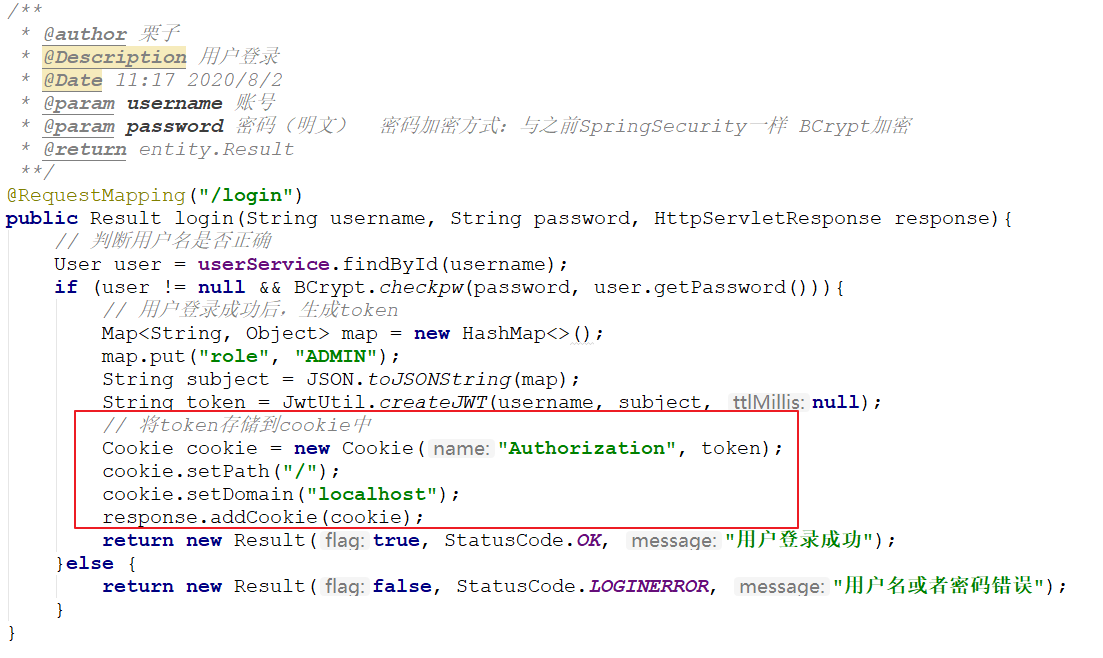 /**
 * @author 栗子
 * @Description 用户登录
 * @Date 11:17 2020/8/2
 * @param username 账号
 * @param password 密码（明文）  密码加密方式：与之前SpringSecurity一样 BCrypt加密
 * @return entity.Result
 **/
@RequestMapping("/login")
public Result login(String username, String password, HttpServletResponse response){
    // 判断用户名是否正确
    User user = userService.findById(username);
    if (user != null && BCrypt.checkpw(password, user.getPassword())){
        // 用户登录成功后，生成token
        Map<String, Object> map = new HashMap<>();
        map.put("role", "ADMIN");
        String subject = JSON.toJSONString(map);
        String token = JwtUtil.createJWT(username, subject, ttlMillis: null);
        // 将token存储到cookie中
        Cookie cookie = new Cookie( name: "Authorization", token);
        cookie.setPath("/");
        cookie.setDomain("localhost");
        response.addCookie(cookie);
        return new Result( flag: true, StatusCode.OK, message: "用户登录成功");
    }else {
        return new Result( flag: false, StatusCode.LOGINERROR, message: "用户名或者密码错误");
    }
}